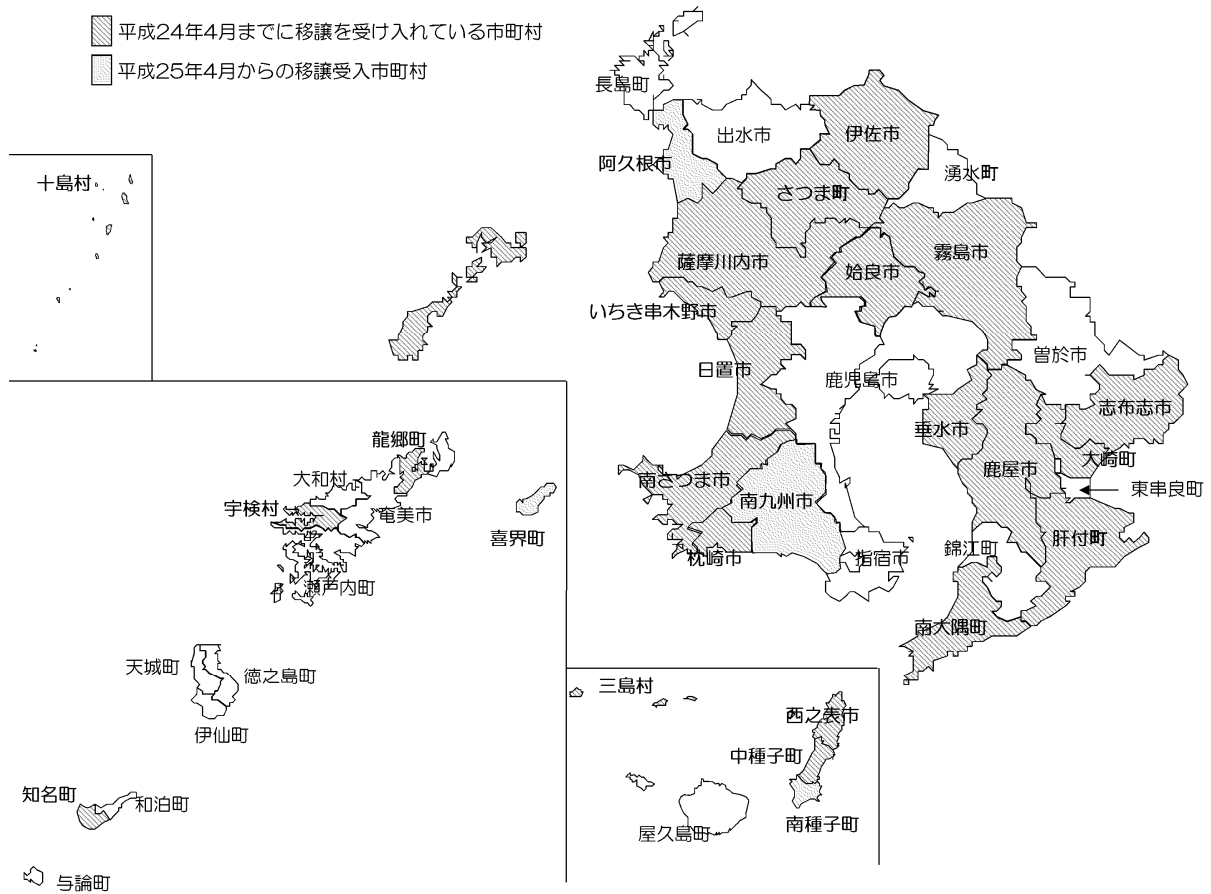 平成24年4月までに移譲を受け入れている市町村
平成25年4月からの移譲受入市町村
長島町
出水市
伊佐市
阿久根市
湧水町
さつま町
十島村
霧島市
薩摩川内市
姶良市
いちき串木野市
曽於市
日置市
鹿児島市
志布志市
垂水市
龍郷町
大崎町
鹿屋市
大和村
南さつま市
東串良町
南九州市
宇検村
奄美市
喜界町
肝付町
錦江町
枕崎市
指宿市
瀬戸内町
南大隅町
天城町
徳之島町
三島村
西之表市
伊仙町
中種子町
知名町
和泊町
南種子町
屋久島町
与論町